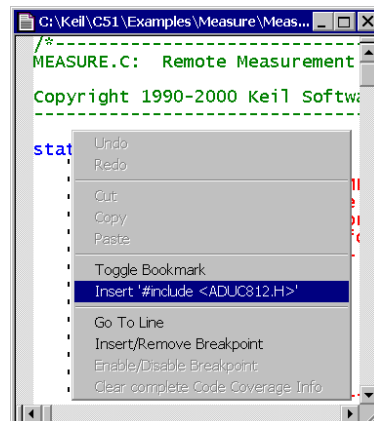 C:\Keil\C51\Examples\Measure\Meas...
/*------------------------------------
MEASURE.C: Remote Measurement
Copyright 1990-2000 Keil Softwa
------------------------------------
stat
Undo
Redo
Cut
Copy
Paste
Toggle Bookmark
Insert '#include <ADUC812.H>'
Go To Line
Insert/Remove Breakpoint
Enable/Disable Breakpoint
Clear complete Code Coverage Info